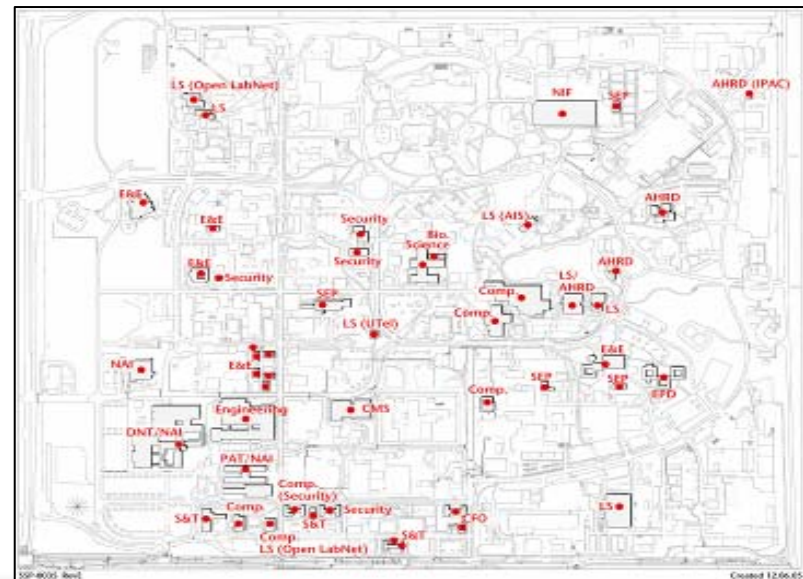 LS (Open LabNet)
LS
NIF
SEP
AHRD (IPAC)
E&E
E&E
Security
Security
Bio.
Science
LS (AIS)
AHRD
E&E
Security
SEP
LS (UTel)
Comp.
Comp.
LS/
AHRD
LS
AHRD
NAI
E&E
Engineering
CMS
Comp.
SEP
E&E
SEP
EPD
DNT/NAI
PAT/NAI
Comp.
(Security)
S&T
Comp.
S&T
Security
Comp.
LS (Open LabNet)
S&T
CFO
LS
Created 12.06.05